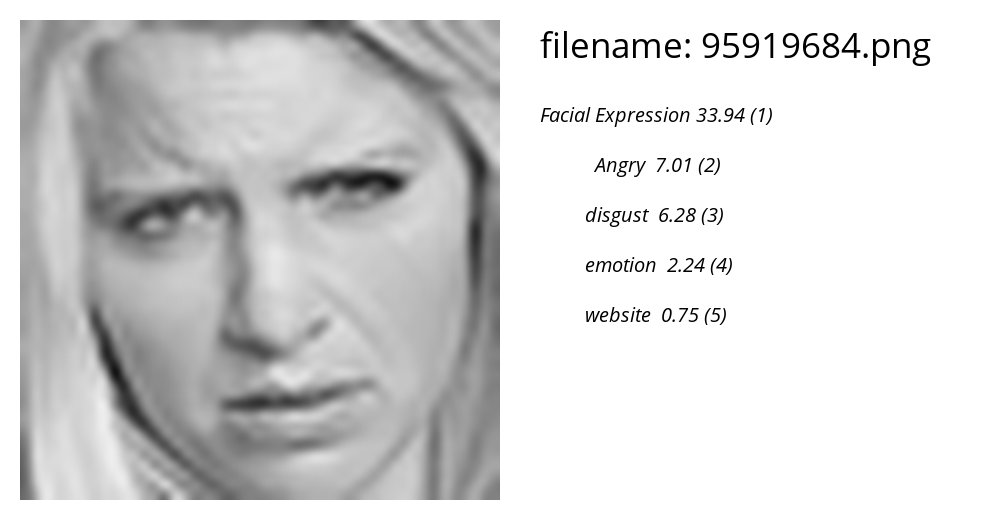 filename: 95919684.png
Facial Expression 33.94 (1)
Angry 7.01 (2)
disgust 6.28 (3)
emotion 2.24 (4)
website 0.75 (5)